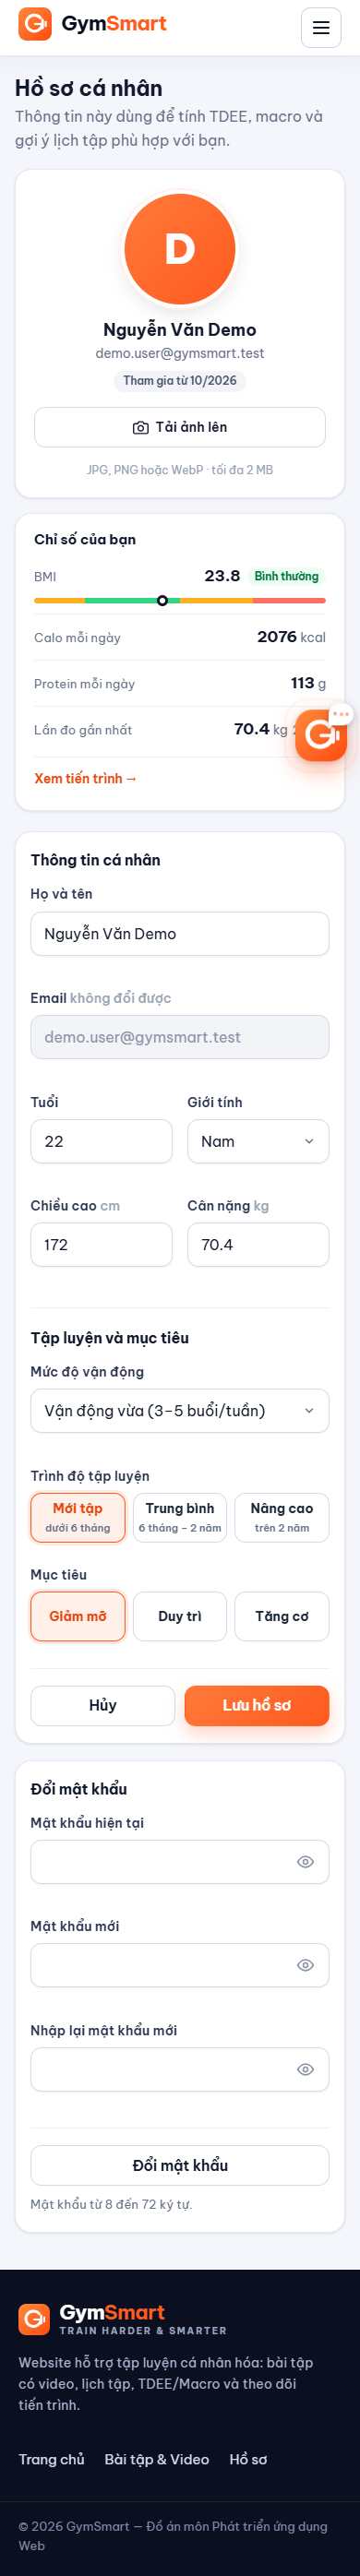 GymSmart
Hồ sơ cá nhân
Thông tin này dùng để tính TDEE, macro và
gợi ý lịch tập phù hợp với bạn.
D
Nguyễn Văn Demo
demo.user@gymsmart.test
Tham gia từ 10/2026
Tải ảnh lên
JPG, PNG hoặc WebP · tối đa 2 MB
Chỉ số của bạn
BMI 23.8 Bình thường
Calo mỗi ngày 2076 kcal
Protein mỗi ngày 113 g
Lần đo gần nhất 70.4 kg
Xem tiến trình →
Thông tin cá nhân
Họ và tên
Nguyễn Văn Demo
Email không đổi được
demo.user@gymsmart.test
Tuổi Giới tính
22 Nam
Chiều cao cm Cân nặng kg
172 70.4
Tập luyện và mục tiêu
Mức độ vận động
Vận động vừa (3–5 buổi/tuần)
Trình độ tập luyện
Mới tập Trung bình Nâng cao
dưới 6 tháng 6 tháng – 2 năm trên 2 năm
Mục tiêu
Giảm mỡ Duy trì Tăng cơ
Hủy Lưu hồ sơ
Đổi mật khẩu
Mật khẩu hiện tại
Mật khẩu mới
Nhập lại mật khẩu mới
Đổi mật khẩu
Mật khẩu từ 8 đến 72 ký tự.
GymSmart
TRAIN HARDER & SMARTER
Website hỗ trợ tập luyện cá nhân hóa: bài tập
có video, lịch tập, TDEE/Macro và theo dõi
tiến trình.
Trang chủ Bài tập & Video Hồ sơ
© 2026 GymSmart — Đồ án môn Phát triển ứng dụng
Web